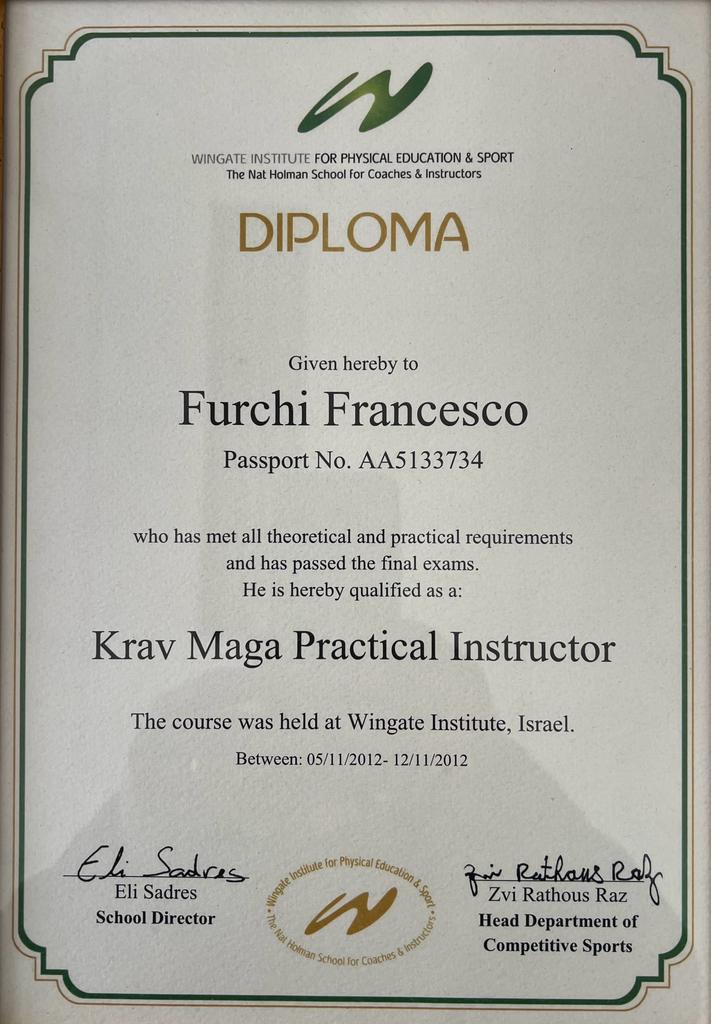 WINGATE INSTITUTE FOR PHYSICAL EDUCATION & SPORT
The Nat Holman School for Coaches & Instructors
DIPLOMA
Given hereby to
Furchi Francesco
Passport No. AA5133734
who has met all theoretical and practical requirements
and has passed the final exams.
He is hereby qualified as a:
Krav Maga Practical Instructor
The course was held at Wingate Institute, Israel.
Between: 05/11/2012- 12/11/2012
Eli Sadres
Eli Sadres
School Director
• Wingate Institute for Physical Education & Sport •
The Nat Holman School for Coaches & Instructors
Zvi Rathous Raz
Zvi Rathous Raz
Head Department of
Competitive Sports